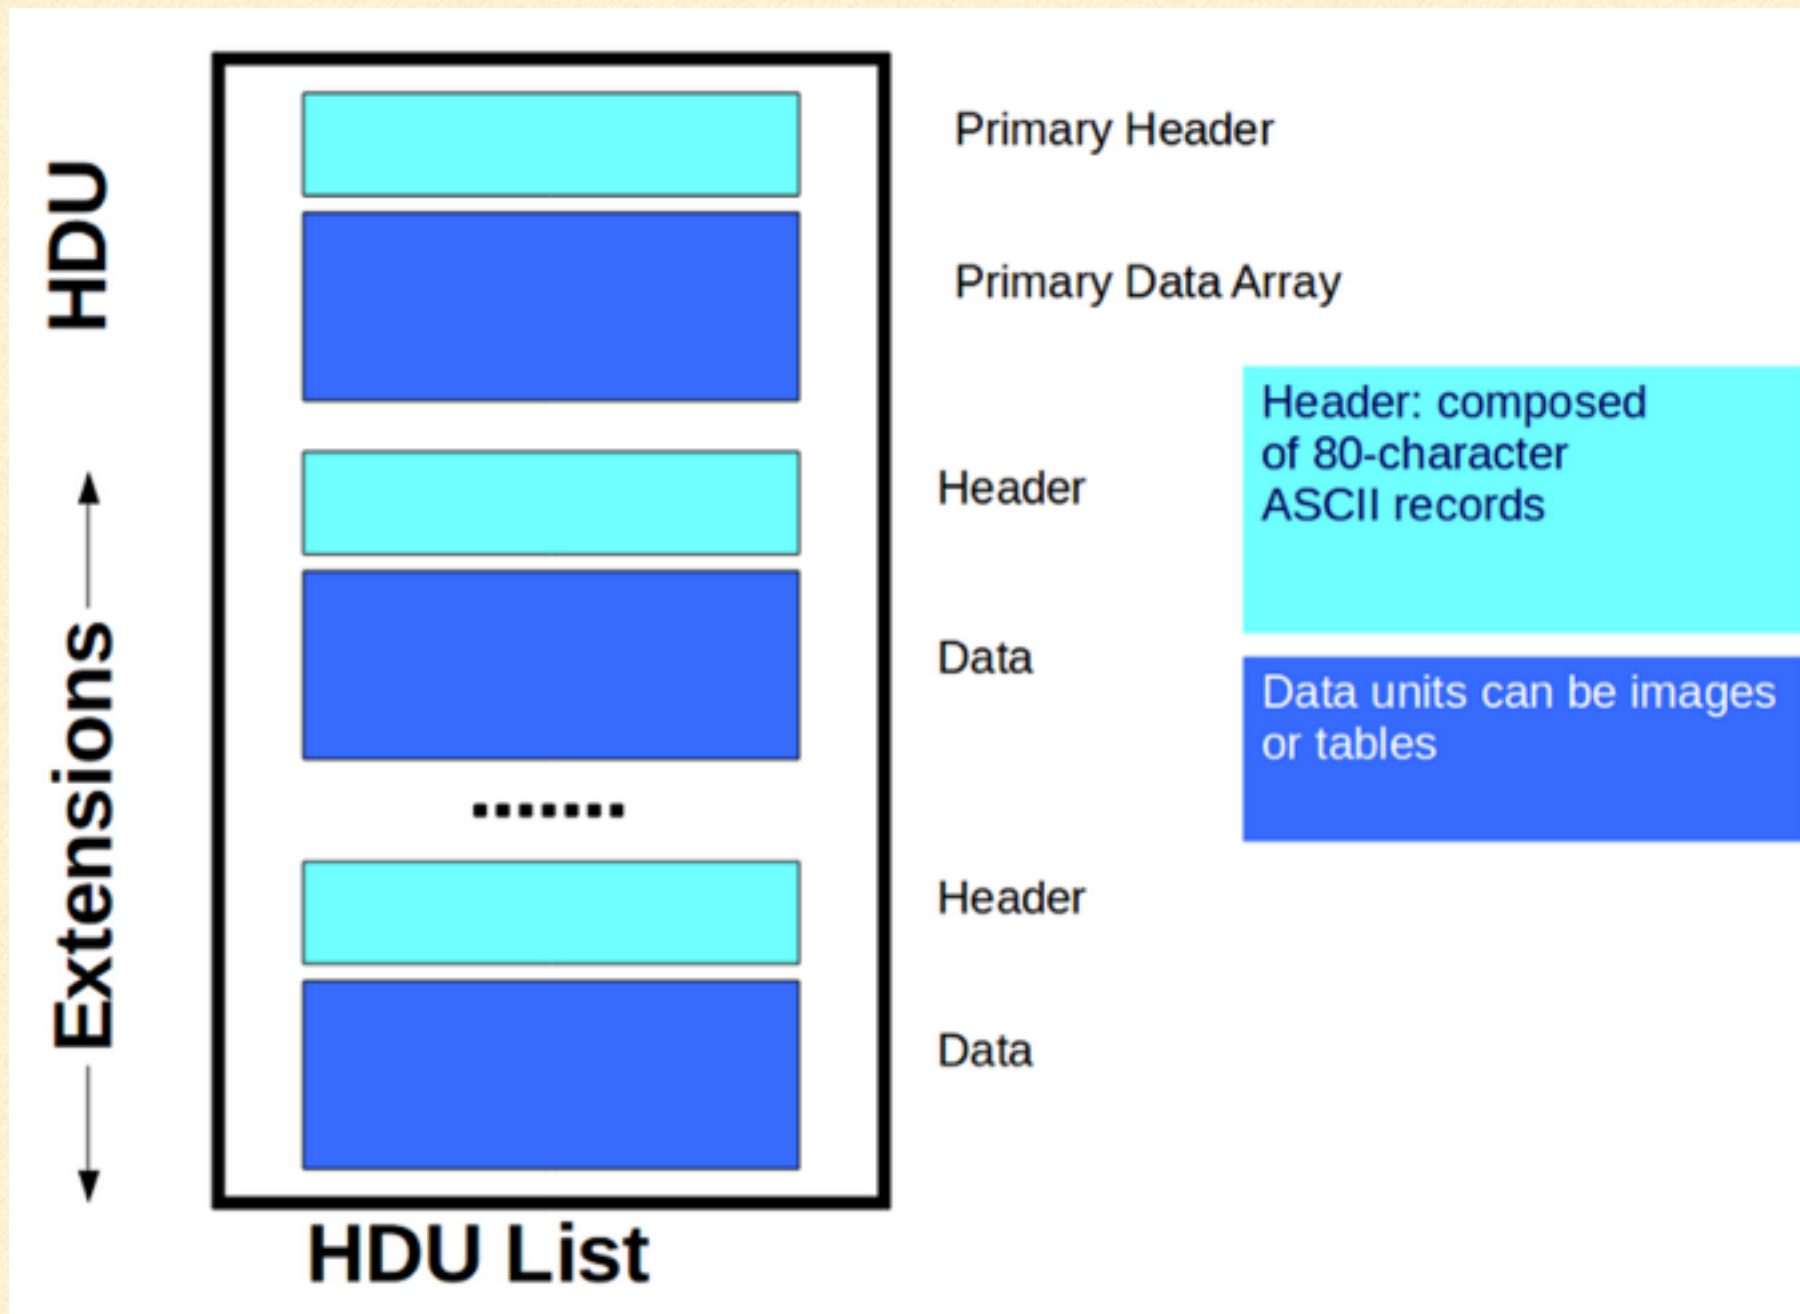 HDU
Primary Header
Primary Data Array
Extensions
Header
Data
Header
Data
Header: composed
of 80-character
ASCII records
Data units can be images
or tables
HDU List